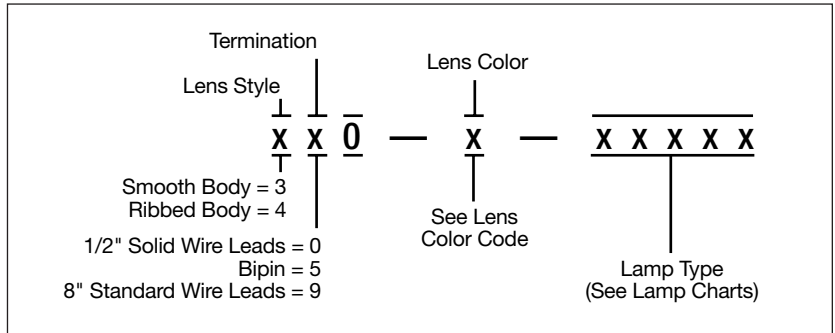 Termination
Lens Color
Lens Style
X X 0 — X — X X X X X
Smooth Body = 3
Ribbed Body = 4
See Lens
Color Code
1/2" Solid Wire Leads = 0
Bipin = 5
8" Standard Wire Leads = 9
Lamp Type
(See Lamp Charts)